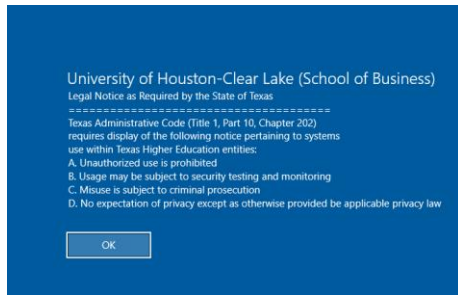 University of Houston-Clear Lake (School of Business)
Legal Notice as Required by the State of Texas
======================================
Texas Administrative Code (Title 1, Part 10, Chapter 202)
requires display of the following notice pertaining to systems
use within Texas Higher Education entities:
A. Unauthorized use is prohibited
B. Usage may be subject to security testing and monitoring
C. Misuse is subject to criminal prosecution
D. No expectation of privacy except as otherwise provided be applicable privacy law
OK